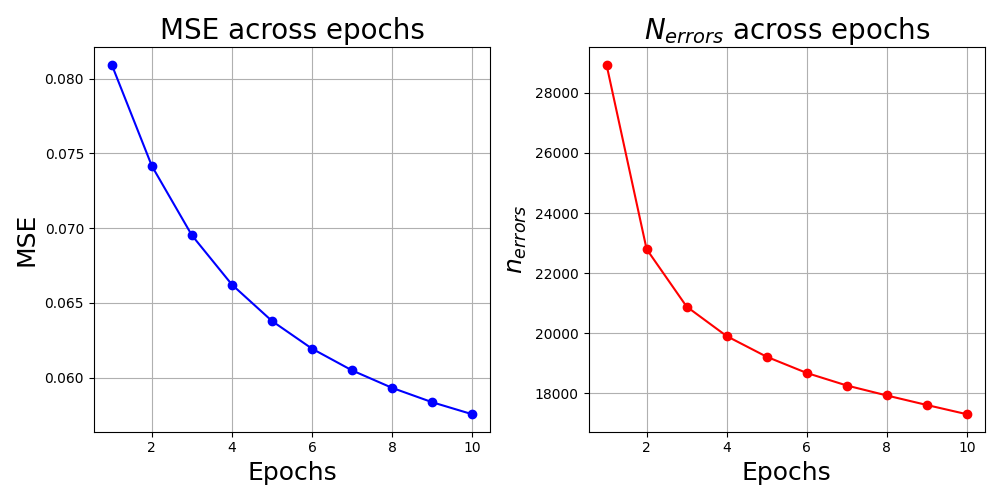 MSE across epochs
0.080
0.075
0.070
0.065
0.060
MSE
2 4 6 8 10
Epochs
N_errors across epochs
28000
26000
24000
22000
20000
18000
n_errors
2 4 6 8 10
Epochs